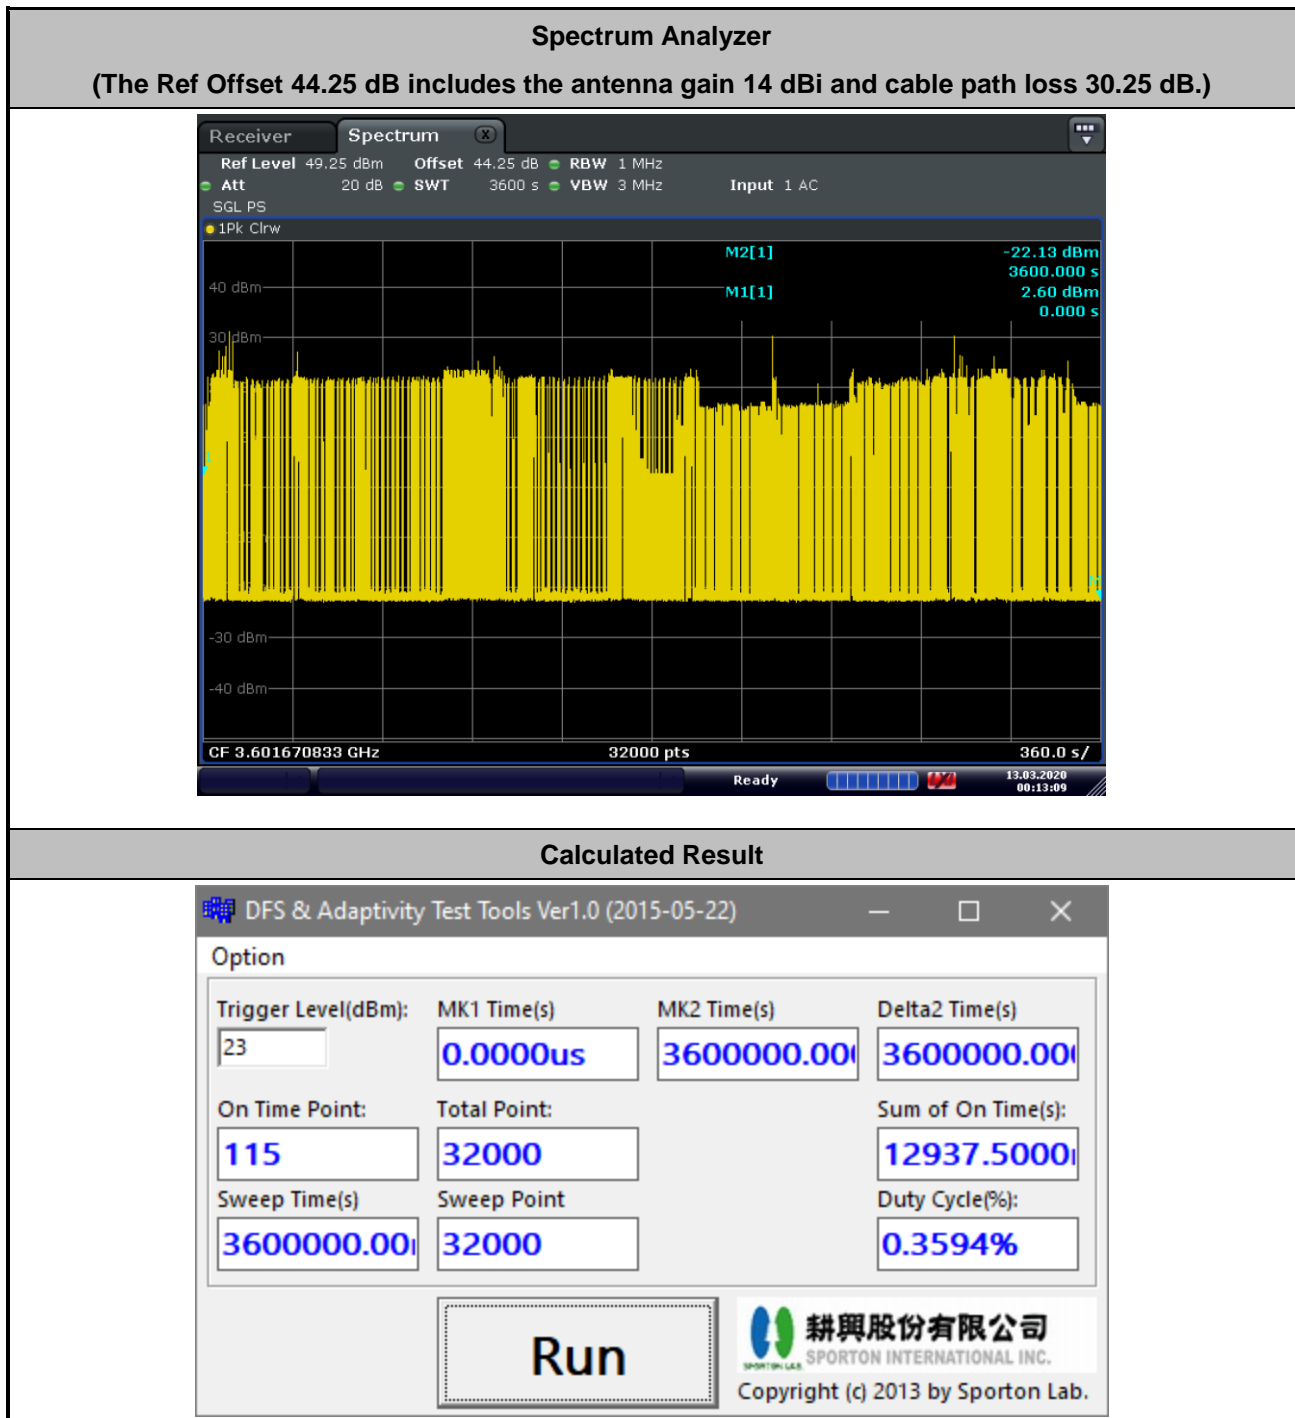 Spectrum Analyzer
(The Ref Offset 44.25 dB includes the antenna gain 14 dBi and cable path loss 30.25 dB.)
Receiver Spectrum X
Ref Level 49.25 dBm Offset 44.25 dB RBW 1 MHz
Att 20 dB SWT 3600 s VBW 3 MHz Input 1 AC
SGL PS
1Pk Clrw
M2[1] -22.13 dBm
3600.000 s
40 dBm
M1[1] 2.60 dBm
0.000 s
30 dBm
-30 dBm
-40 dBm
CF 3.601670833 GHz 32000 pts 360.0 s/
Ready 13.03.2020
00:13:09
Calculated Result
DFS & Adaptivity Test Tools Ver1.0 (2015-05-22)
Option
Trigger Level(dBm): MK1 Time(s) MK2 Time(s) Delta2 Time(s)
23 0.0000us 3600000.00 3600000.00
On Time Point: Total Point: Sum of On Time(s):
115 32000 12937.5000
Sweep Time(s) Sweep Point Duty Cycle(%):
3600000.00 32000 0.3594%
Run
耕興股份有限公司
SPORTON LAB. SPORTON INTERNATIONAL INC.
Copyright (c) 2013 by Sporton Lab.